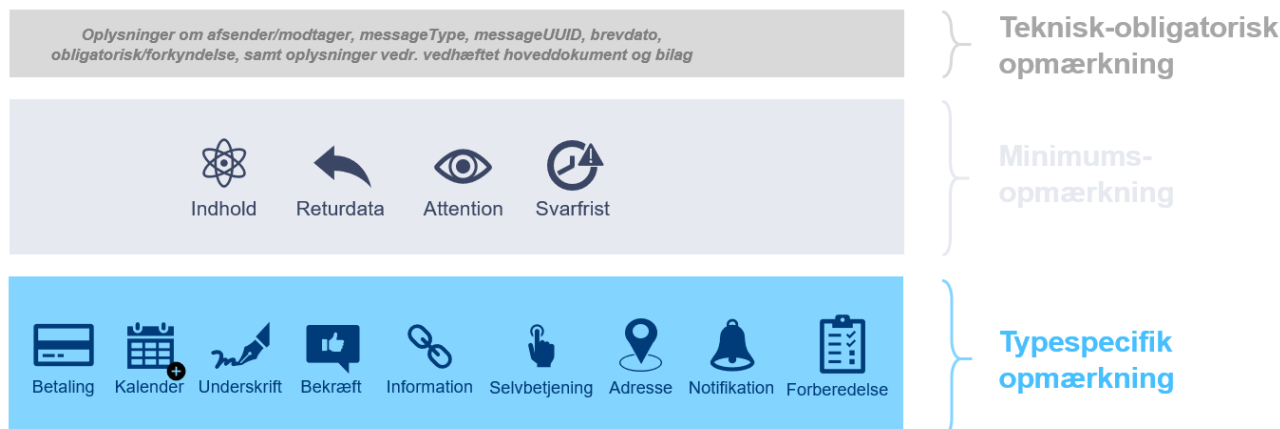 Oplysninger om afsender/modtager, messageType, messageUUID, brevdato,
obligatorisk/forkyndelse, samt oplysninger vedr. vedhæftet hoveddokument og bilag
Teknisk-obligatorisk
opmærkning
Indhold
Returdata
Attention
Svarfrist
Minimums-
opmærkning
Betaling
Kalender
Underskrift
Bekræft
Information
Selvbetjening
Adresse
Notifikation
Forberedelse
Typespecifik
opmærkning